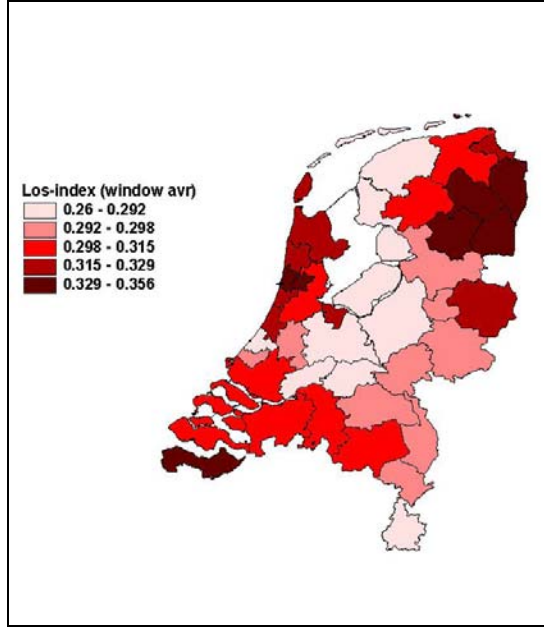 Los-index (window avr)
0.26 - 0.292
0.292 - 0.298
0.298 - 0.315
0.315 - 0.329
0.329 - 0.356